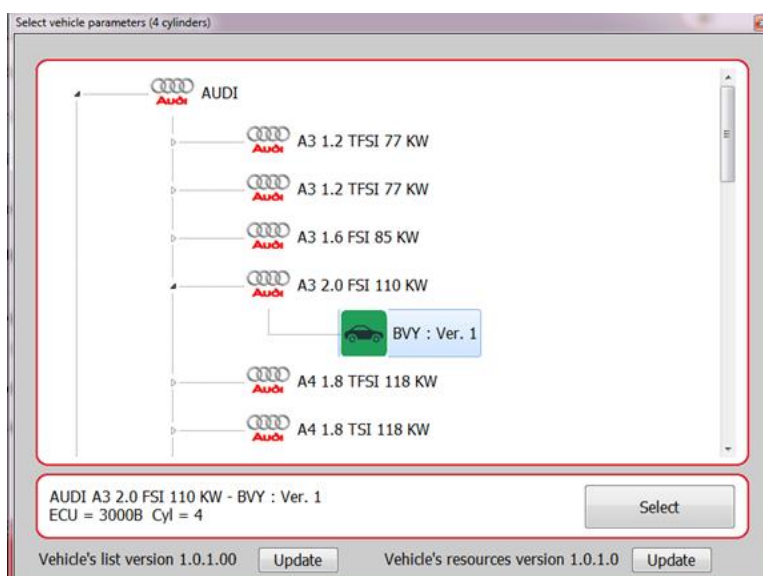 Select vehicle parameters (4 cylinders)
Audi AUDI
Audi A3 1.2 TFSI 77 KW
Audi A3 1.2 TFSI 77 KW
Audi A3 1.6 FSI 85 KW
Audi A3 2.0 FSI 110 KW
BVY : Ver. 1
Audi A4 1.8 TFSI 118 KW
Audi A4 1.8 TSI 118 KW
AUDI A3 2.0 FSI 110 KW - BVY : Ver. 1
ECU = 3000B Cyl = 4
Select
Vehicle's list version 1.0.1.00 Update Vehicle's resources version 1.0.1.0 Update